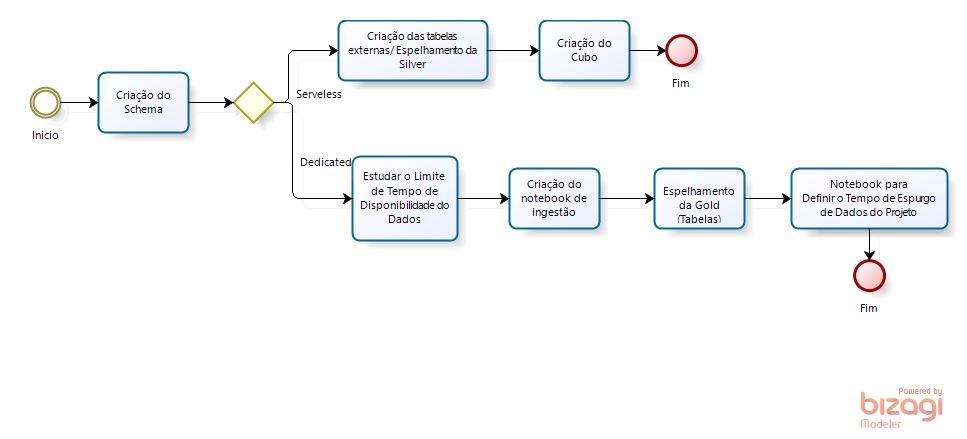 Inicio
Criação do
Schema
Serveless
Criação das tabelas
externas/ Espelhamento da
Silver
Criação do
Cubo
Fim
Dedicated
Estudar o Limite
de Tempo de
Disponibilidade do
Dados
Criação do
notebook de
ingestão
Espelhamento
da Gold
(Tabelas)
Notebook para
Definir o Tempo de Espurgo
de Dados do Projeto
Fim
Powered by
bizagi
Modeler